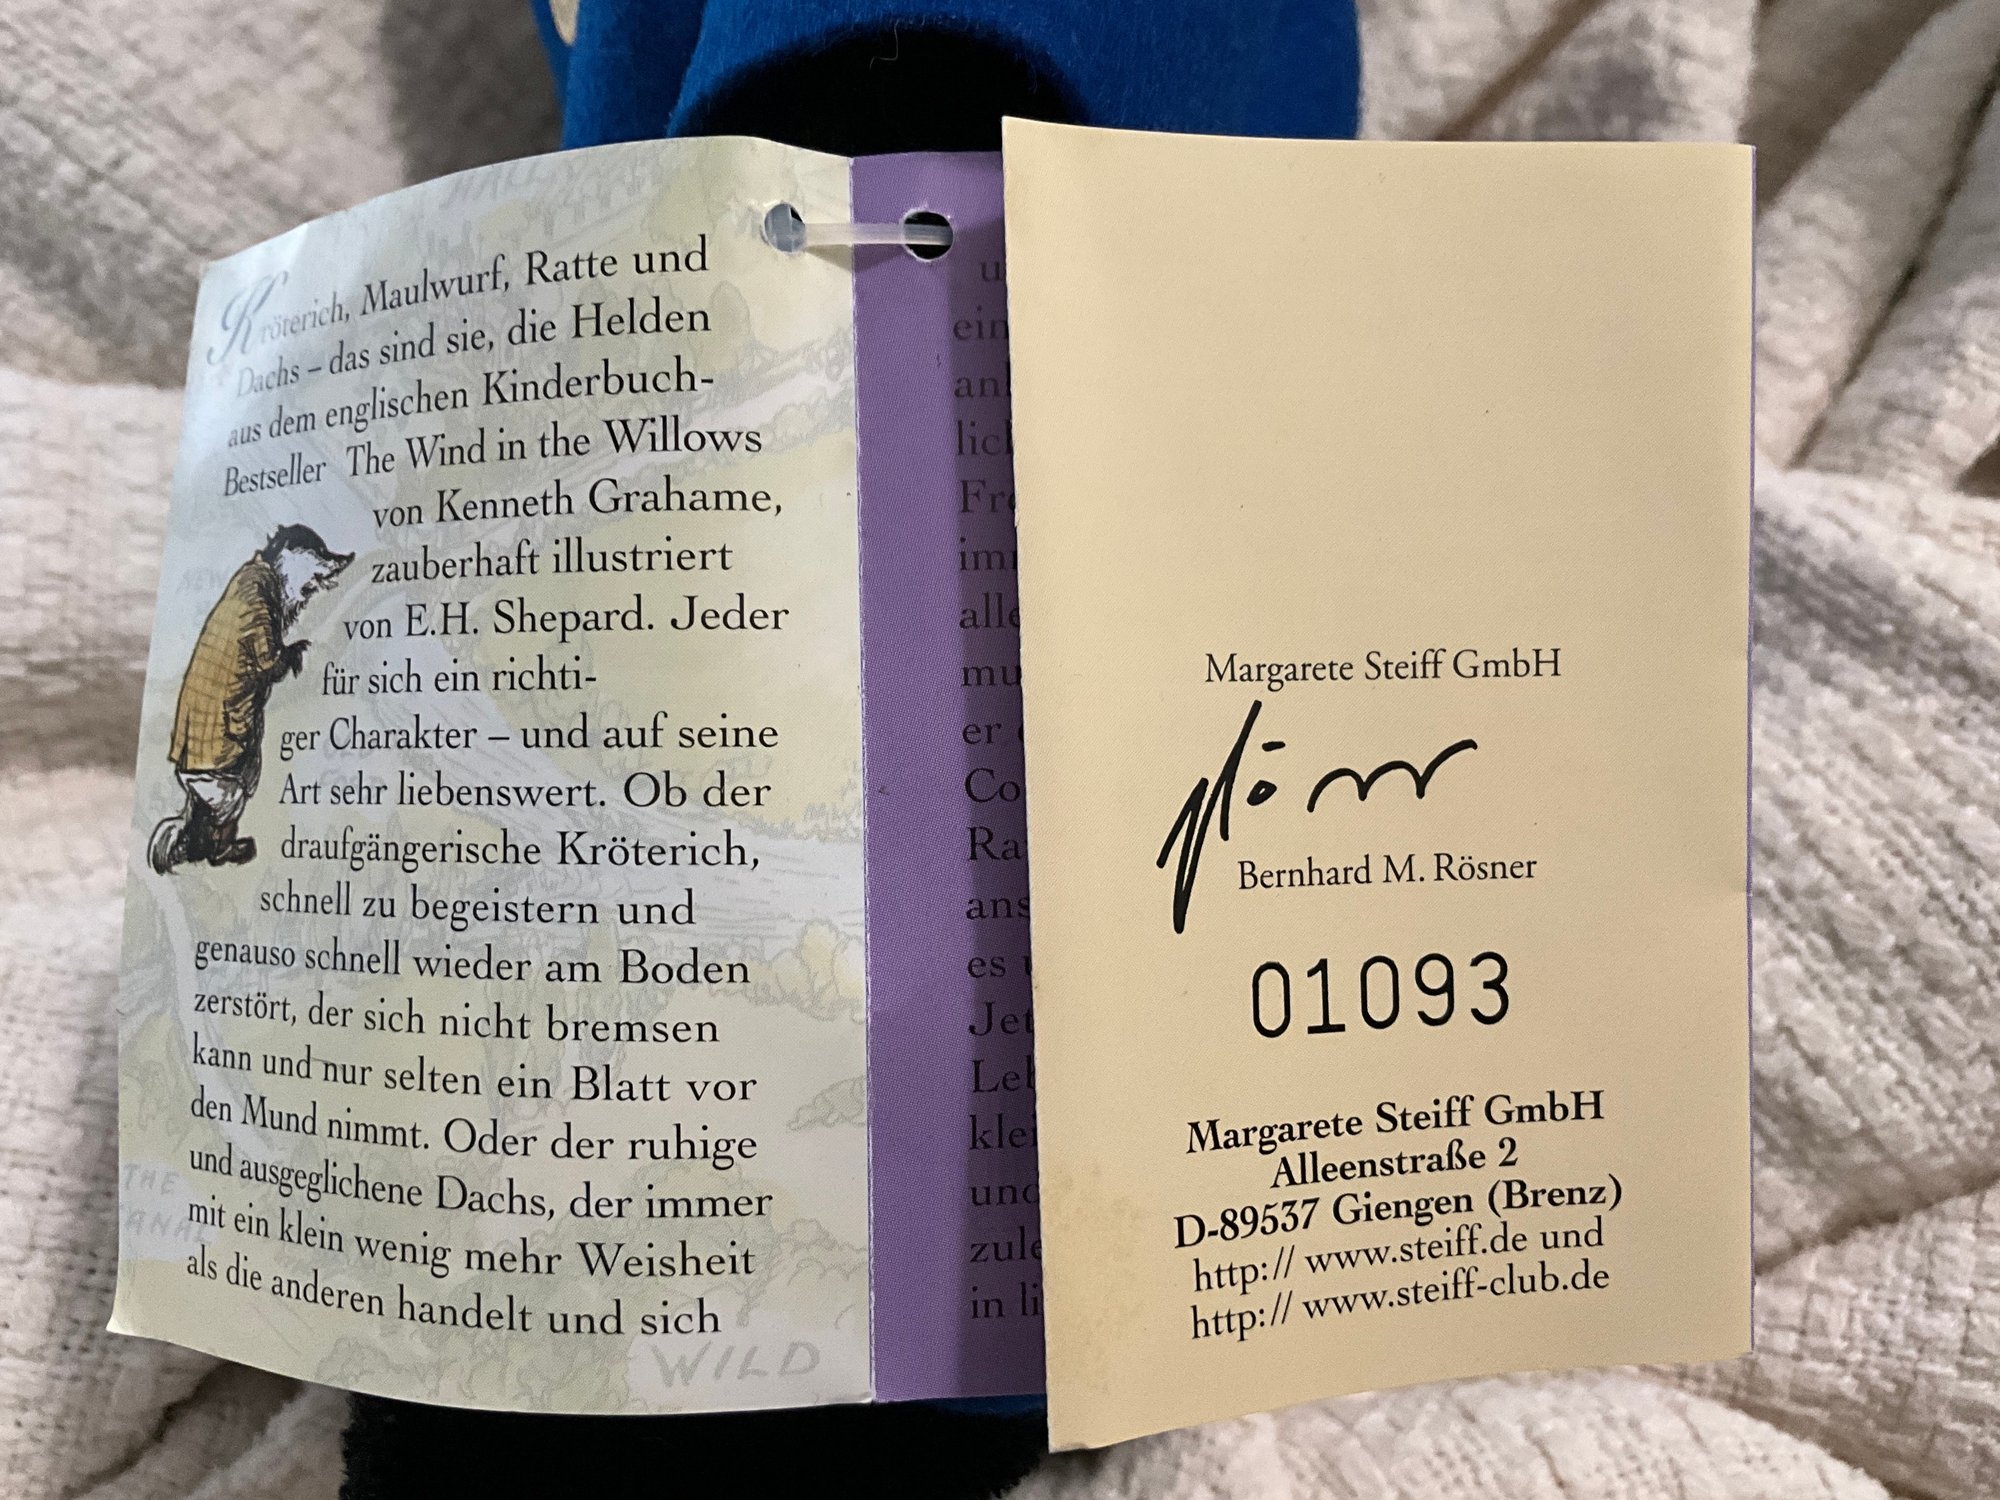 Kröterich, Maulwurf, Ratte und
Dachs – das sind sie, die Helden
aus dem englischen Kinderbuch-
Bestseller The Wind in the Willows
von Kenneth Grahame,
zauberhaft illustriert
von E.H. Shepard. Jeder
für sich ein richti-
ger Charakter – und auf seine
Art sehr liebenswert. Ob der
draufgängerische Kröterich,
schnell zu begeistern und
genauso schnell wieder am Boden
zerstört, der sich nicht bremsen
kann und nur selten ein Blatt vor
den Mund nimmt. Oder der ruhige
und ausgeglichene Dachs, der immer
mit ein klein wenig mehr Weisheit
als die anderen handelt und sich
THE
WILD
er
es
Margarete Steiff GmbH
Bernhard M. Rösner
01093
Margarete Steiff GmbH
Alleenstraße 2
D-89537 Giengen (Brenz)
http:// www.steiff.de und
http:// www.steiff-club.de